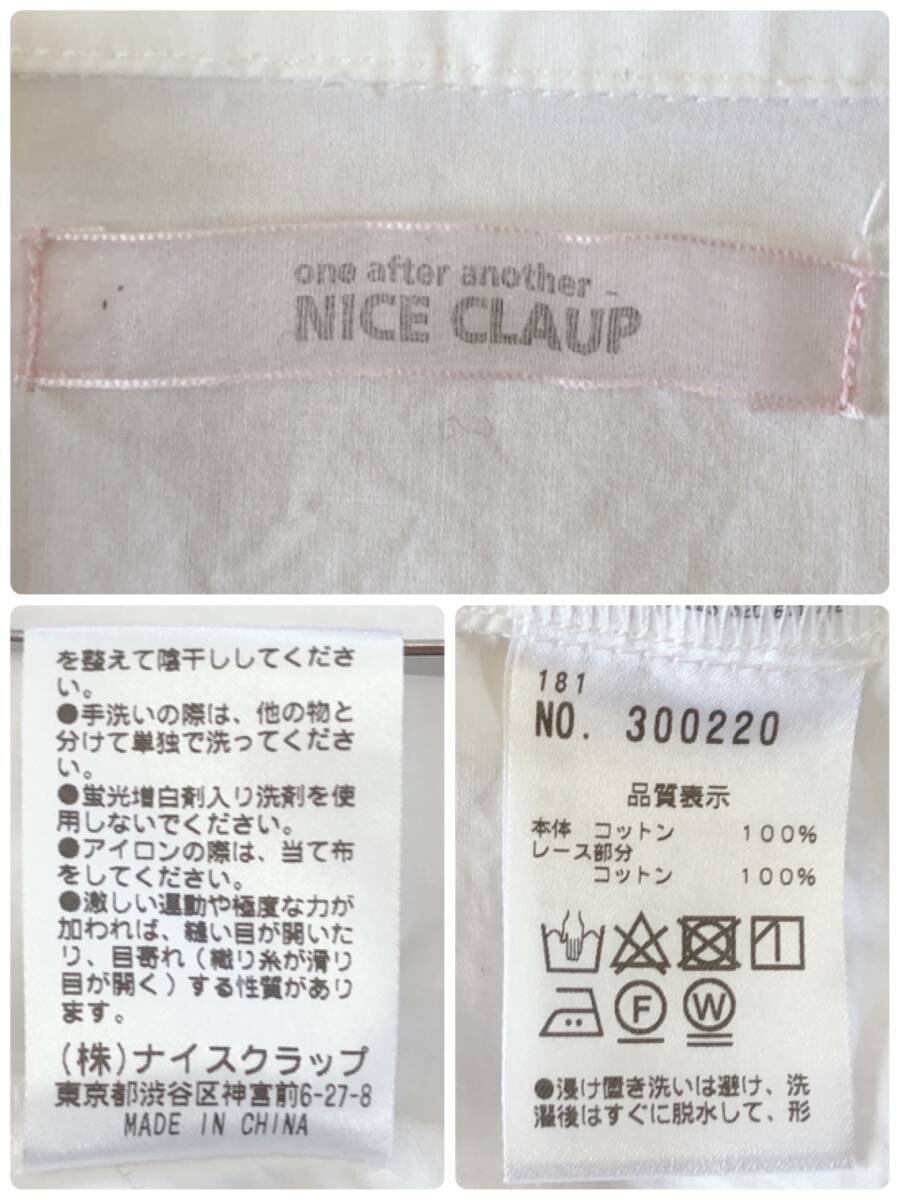 one after another
NICE CLAUP
を整えて陰干ししてくださ
い。
●手洗いの際は、他の物と
分けて単独で洗ってくださ
い。
●蛍光増白剤入り洗剤を使
用しないでください。
●アイロンの際は、当て布
をしてください。
●激しい運動や極度な力が
加われば、縫い目が開いた
り、目寄れ（織り糸が滑り
目が開く）する性質があり
ます。
(株)ナイスクラップ
東京都渋谷区神宮前6-27-8
MADE IN CHINA
181
NO. 300220
品質表示
本体 コットン 100%
レース部分
コットン 100%
F W
●浸け置き洗いは避け、洗
濯後はすぐに脱水して、形